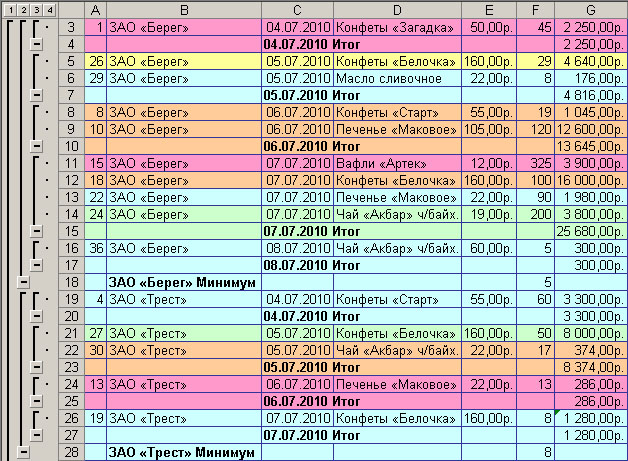 1 2 3 4 A B C D E F G
3 1 ЗАО «Берег» 04.07.2010 Конфеты «Загадка» 50,00р. 45 2 250,00р.
4 04.07.2010 Итог 2 250,00р.
5 26 ЗАО «Берег» 05.07.2010 Конфеты «Белочка» 160,00р. 29 4 640,00р.
6 29 ЗАО «Берег» 05.07.2010 Масло сливочное 22,00р. 8 176,00р.
7 05.07.2010 Итог 4 816,00р.
8 8 ЗАО «Берег» 06.07.2010 Конфеты «Старт» 55,00р. 19 1 045,00р.
9 10 ЗАО «Берег» 06.07.2010 Печенье «Маковое» 105,00р. 120 12 600,00р.
10 06.07.2010 Итог 13 645,00р.
11 15 ЗАО «Берег» 07.07.2010 Вафли «Артек» 12,00р. 325 3 900,00р.
12 18 ЗАО «Берег» 07.07.2010 Конфеты «Белочка» 160,00р. 100 16 000,00р.
13 22 ЗАО «Берег» 07.07.2010 Печенье «Маковое» 22,00р. 90 1 980,00р.
14 24 ЗАО «Берег» 07.07.2010 Чай «Акбар» ч/байх. 19,00р. 200 3 800,00р.
15 07.07.2010 Итог 25 680,00р.
16 36 ЗАО «Берег» 08.07.2010 Чай «Акбар» ч/байх. 60,00р. 5 300,00р.
17 08.07.2010 Итог 300,00р.
18 ЗАО «Берег» Минимум 5
19 4 ЗАО «Трест» 04.07.2010 Конфеты «Старт» 55,00р. 60 3 300,00р.
20 04.07.2010 Итог 3 300,00р.
21 27 ЗАО «Трест» 05.07.2010 Конфеты «Белочка» 160,00р. 50 8 000,00р.
22 30 ЗАО «Трест» 05.07.2010 Чай «Акбар» ч/байх. 22,00р. 17 374,00р.
23 05.07.2010 Итог 8 374,00р.
24 13 ЗАО «Трест» 06.07.2010 Печенье «Маковое» 22,00р. 13 286,00р.
25 06.07.2010 Итог 286,00р.
26 19 ЗАО «Трест» 07.07.2010 Конфеты «Белочка» 160,00р. 8 1 280,00р.
27 07.07.2010 Итог 1 280,00р.
28 ЗАО «Трест» Минимум 8